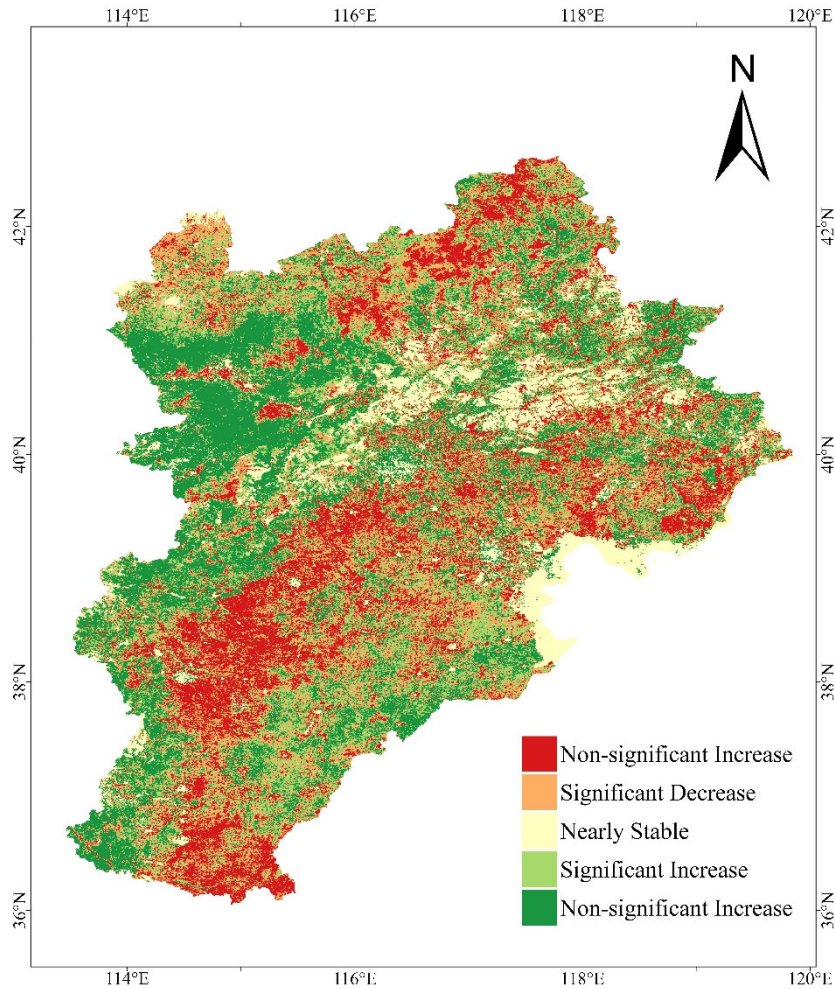 114°E 116°E 118°E 120°E
N
42°N 42°N
40°N 40°N
38°N 38°N
Non-significant Increase
Significant Decrease
Nearly Stable
Significant Increase
Non-significant Increase
36°N 36°N
114°E 116°E 118°E 120°E